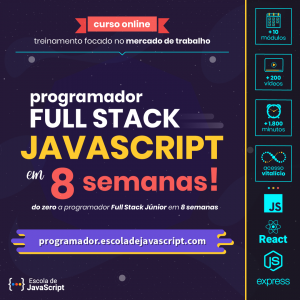 curso online
treinamento focado no mercado de trabalho
programador
FULL STACK
JAVASCRIPT
em 8 semanas!
do zero a programador Full Stack Júnior em 8 semanas
programador.escoladejavascript.com
Escola de
JavaScript
+10
módulos
+200
vídeos
+1.800
minutos
acesso
vitalício
JS
React
JS
express